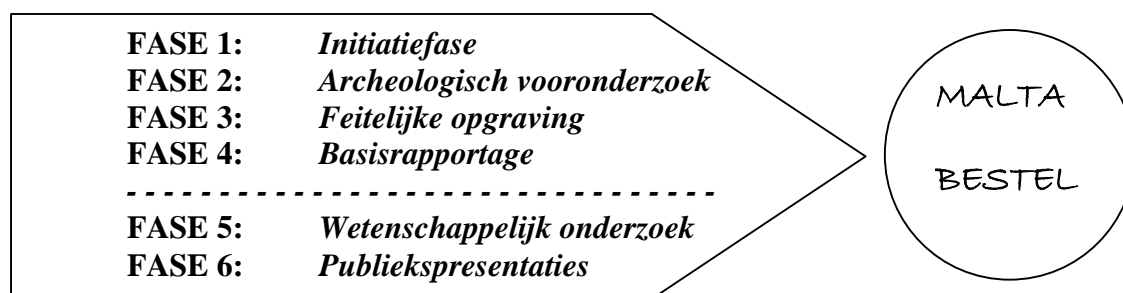 FASE 1: Initiatiefase
FASE 2: Archeologisch vooronderzoek
FASE 3: Feitelijke opgraving
FASE 4: Basisrapportage
- - - - - - - - - - - - - - - - - - - - - - - - - - - - - - - - -
FASE 5: Wetenschappelijk onderzoek
FASE 6: Publiekspresentaties
MALTA
BESTEL